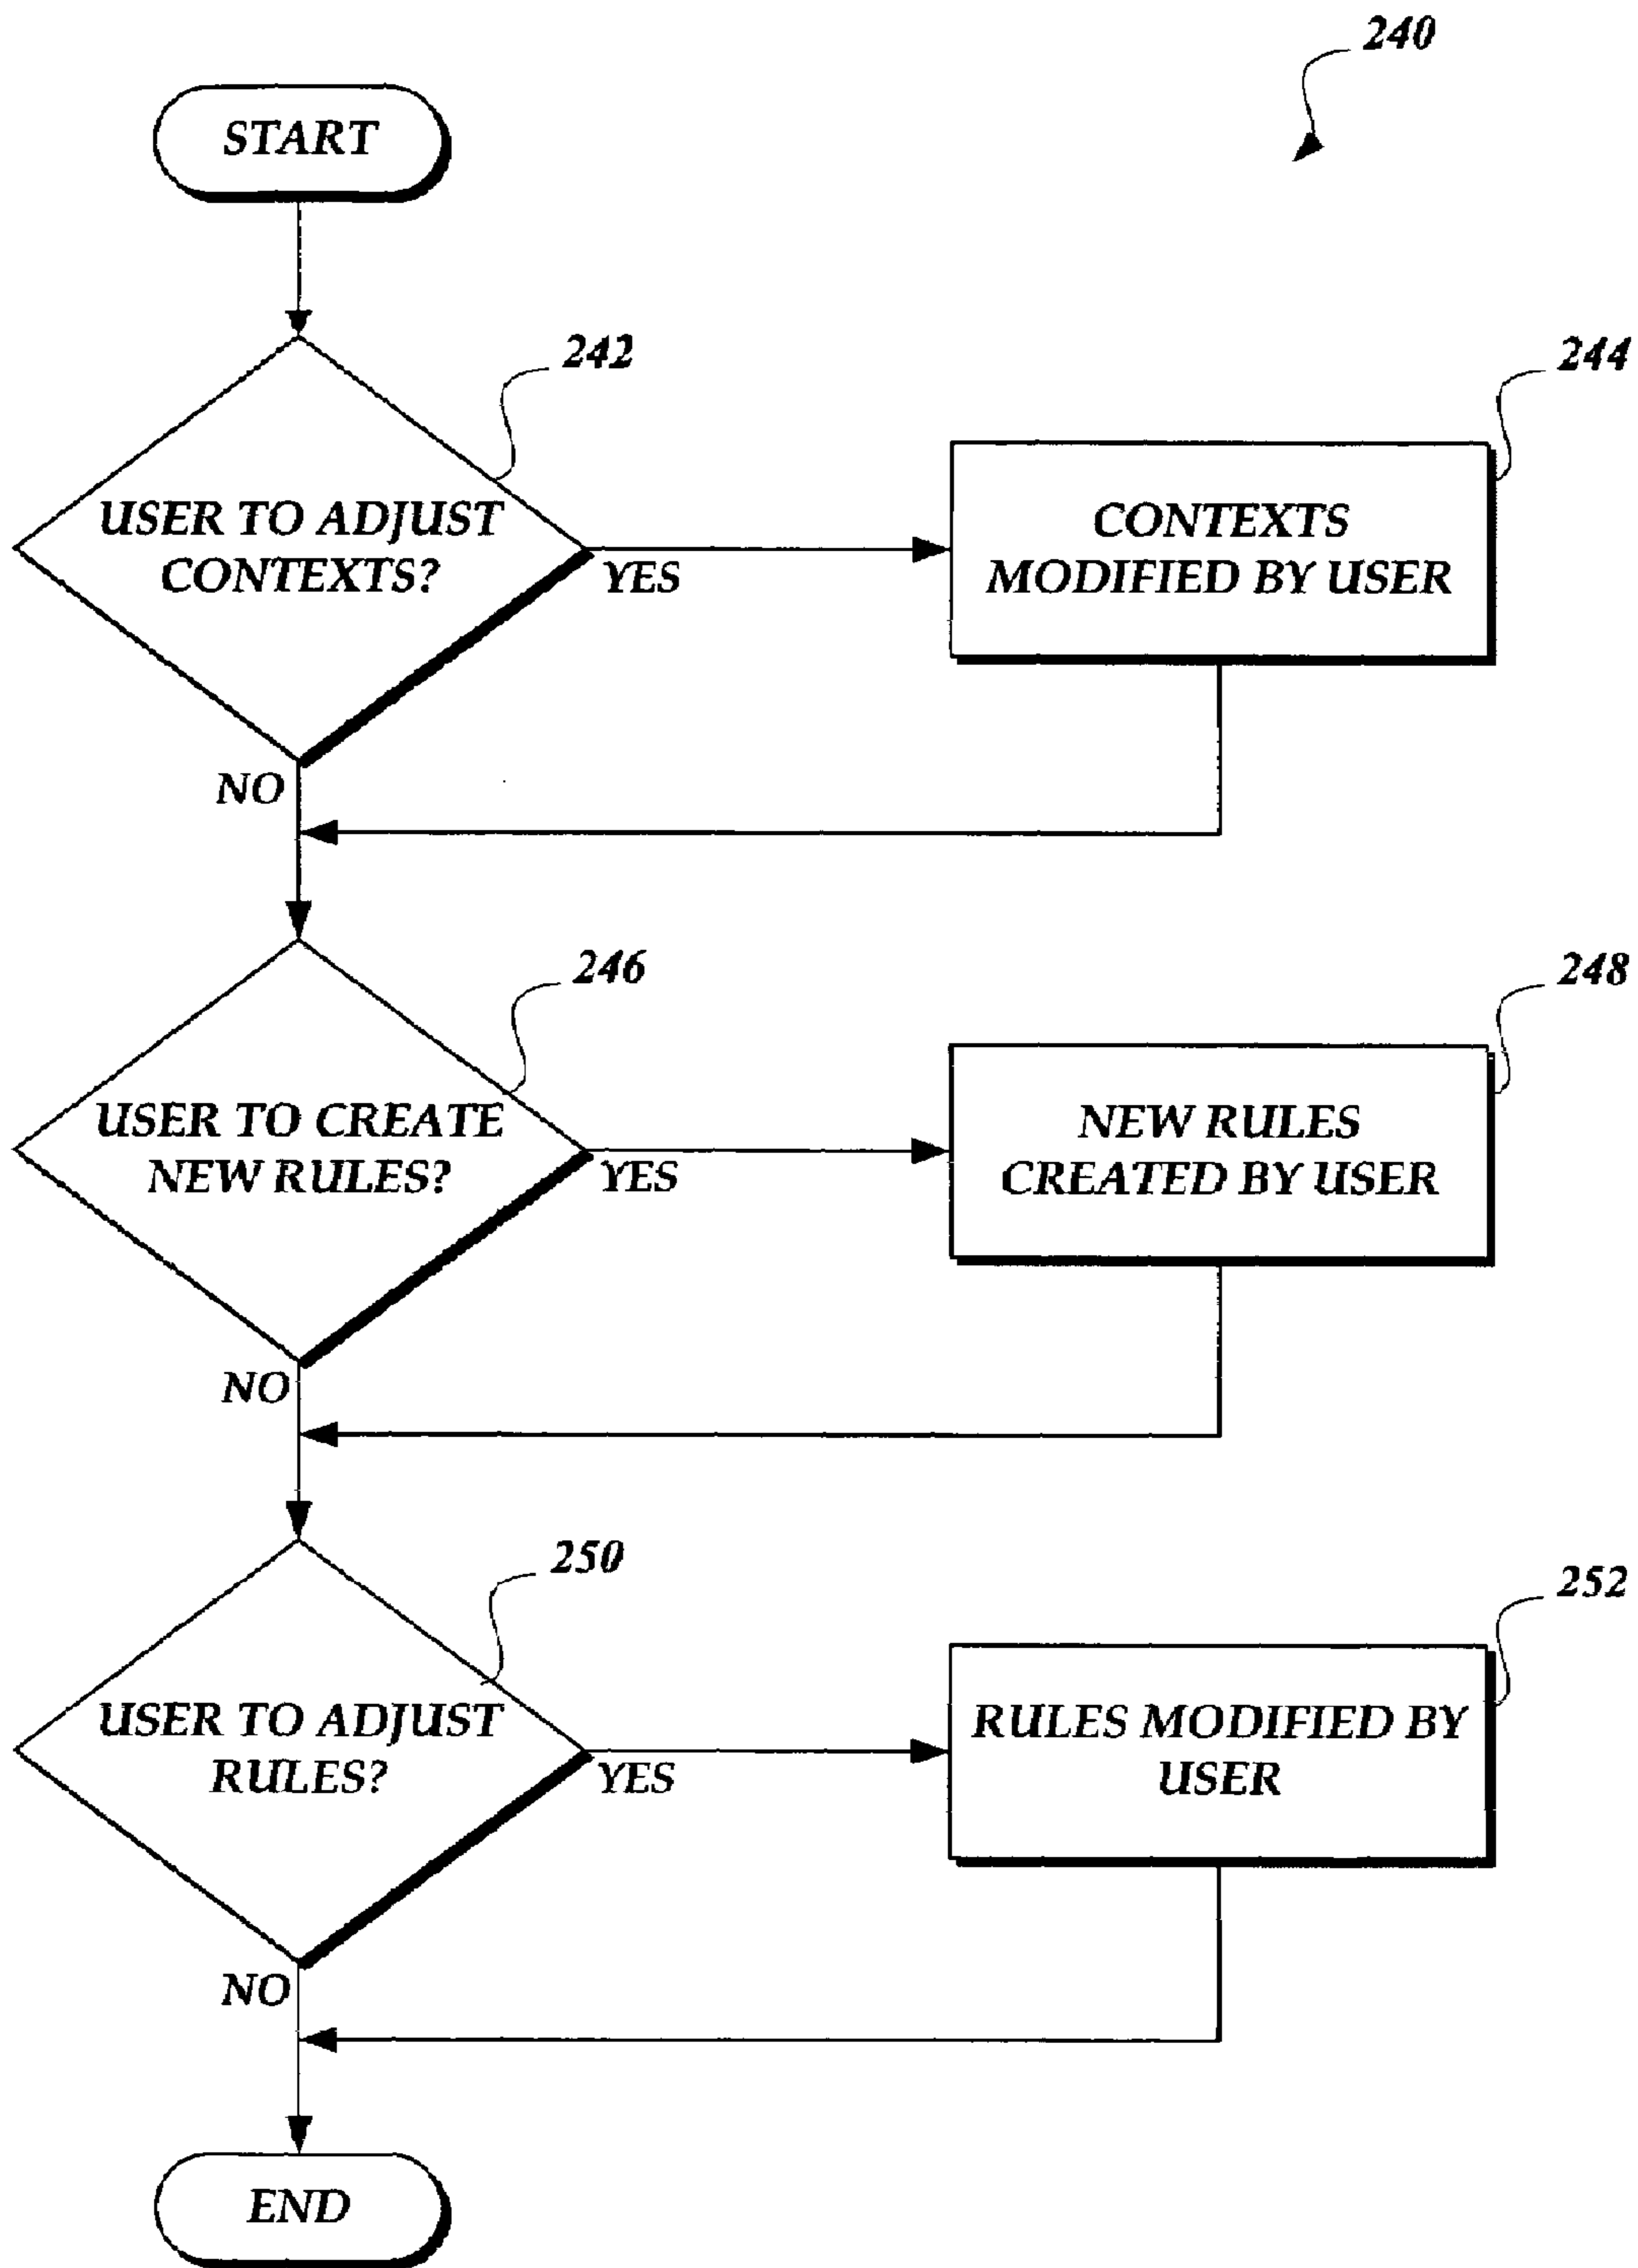 240
START
242
244
USER TO ADJUST
CONTEXTS?
YES
CONTEXTS
MODIFIED BY USER
NO
246
248
USER TO CREATE
NEW RULES?
YES
NEW RULES
CREATED BY USER
NO
250
252
USER TO ADJUST
RULES?
YES
RULES MODIFIED BY
USER
NO
END